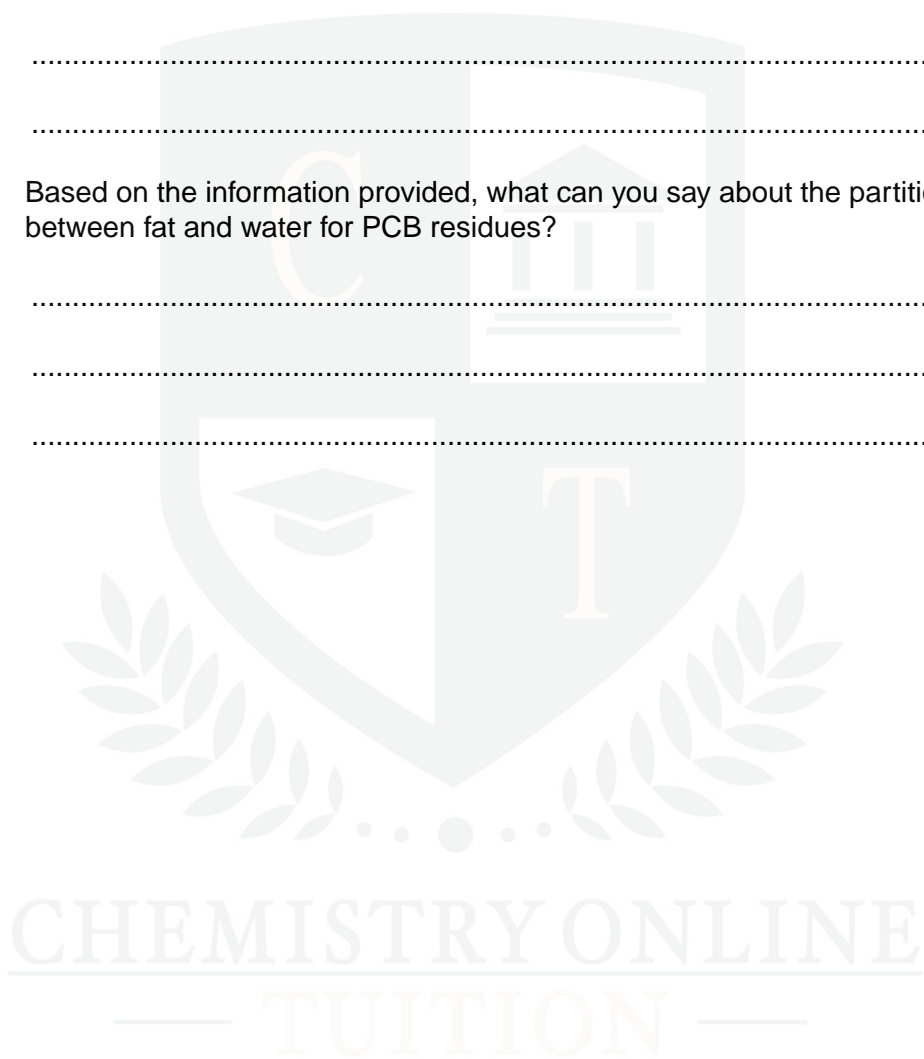 ................................................................................................................
................................................................................................................
Based on the information provided, what can you say about the
between fat and water for PCB residues?
................................................................................................................
................................................................................................................
................................................................................................................
C
T
CHEMISTRY ONLINE
TUITION